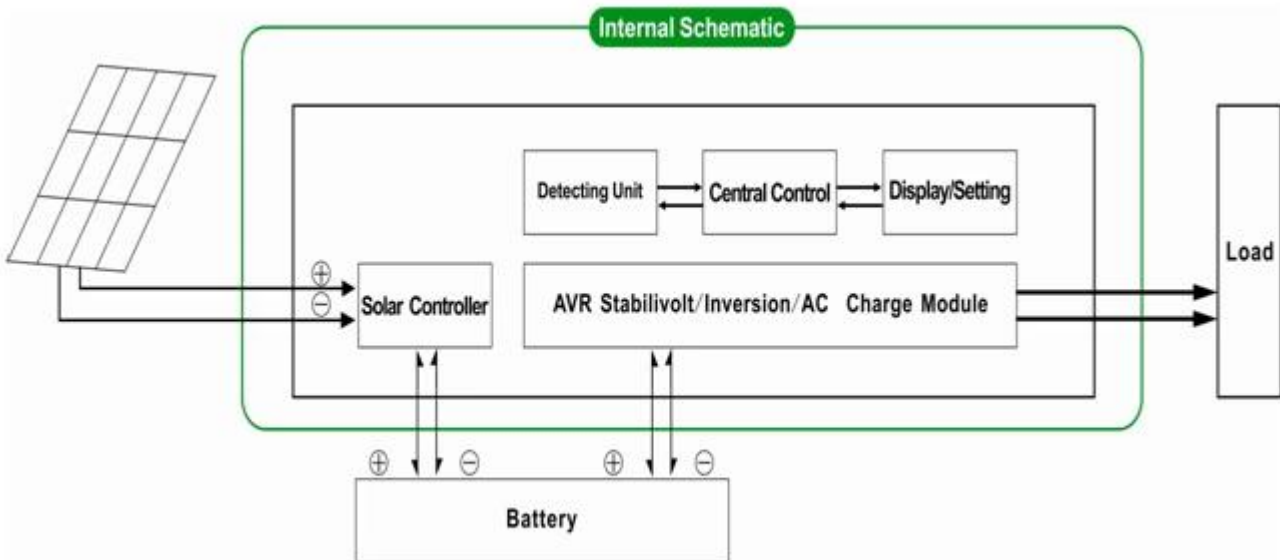 Internal Schematic
Detecting Unit
Central Control
Display/Setting
Load
⊕
⊖
Solar Controller
AVR Stabilivolt/Inversion/AC Charge Module
⊕ ⊖ ⊕ ⊖
Battery